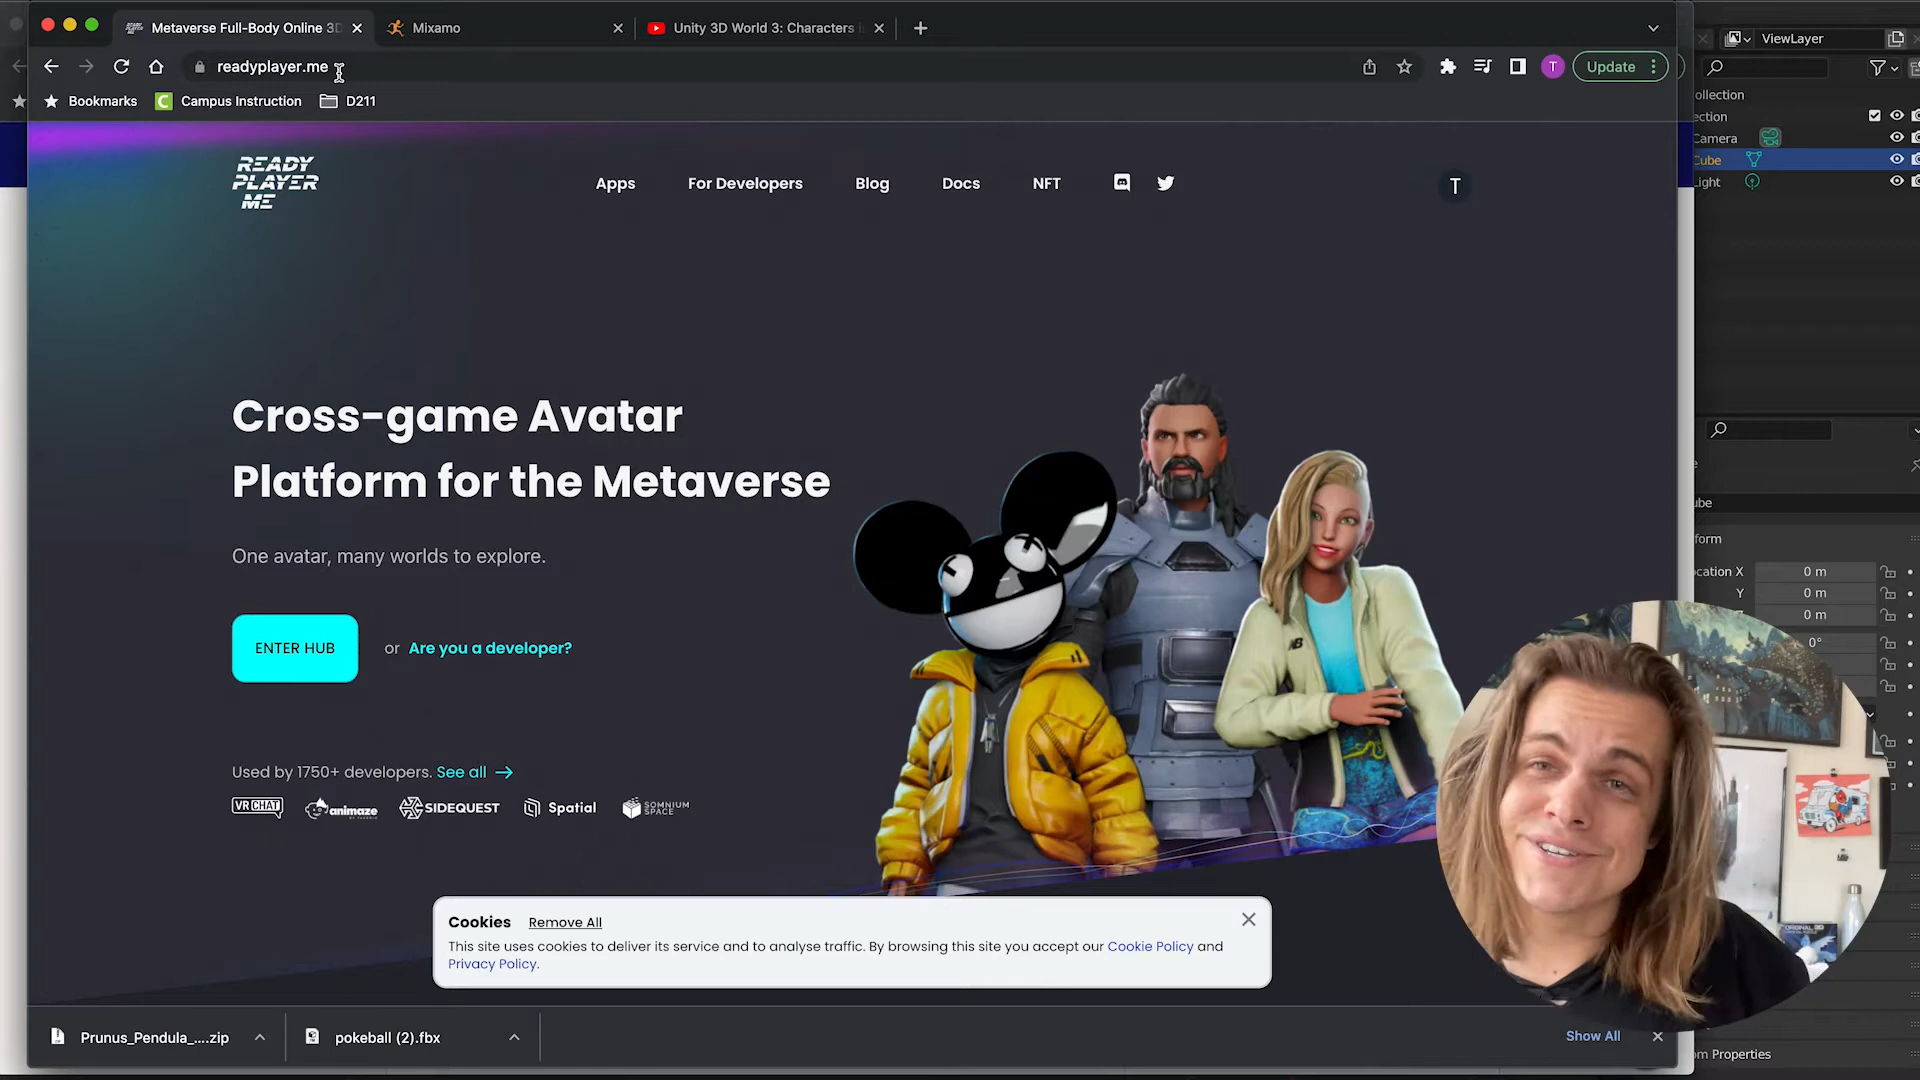 Metaverse Full-Body Online 3D
Mixamo
Unity 3D World 3: Characters i
ViewLayer
readyplayer.me
T
Update
Bookmarks
Campus Instruction
D211
ollection
ection
Camera
Cube
Light
READY
PLAYER
ME
Apps
For Developers
Blog
Docs
NFT
T
Cross-game Avatar
Platform for the Metaverse
One avatar, many worlds to explore.
ENTER HUB
or Are you a developer?
Used by 1750+ developers. See all →
VRCHAT
animaze
SIDEQUEST
Spatial
SOMNIUM
SPACE
NB
ube
form
ocation X 0 m
Y 0 m
0 m
0°
Cookies Remove All
This site uses cookies to deliver its service and to analyse traffic. By browsing this site you accept our Cookie Policy and
Privacy Policy.
Prunus_Pendula_....zip
pokeball (2).fbx
Show All
om Properties